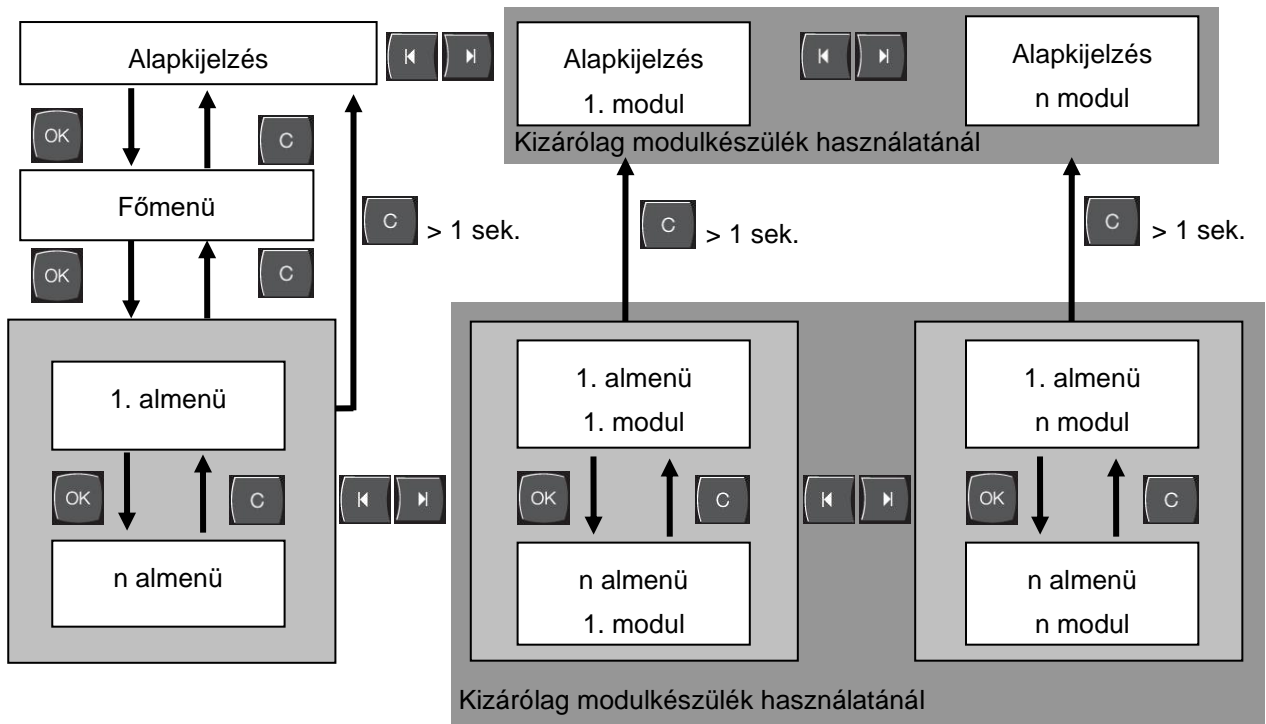 Alapkijelzés
Alapkijelzés
1. modul
Alapkijelzés
n modul
Kizárólag modulkészülék használatánál
OK
C
Főmenü
C
> 1 sek.
C
> 1 sek.
C
> 1 sek.
OK
C
1. almenü
OK
C
n almenü
1. almenü
1. modul
OK
C
n almenü
1. modul
1. almenü
n modul
OK
C
n almenü
n modul
Kizárólag modulkészülék használatánál